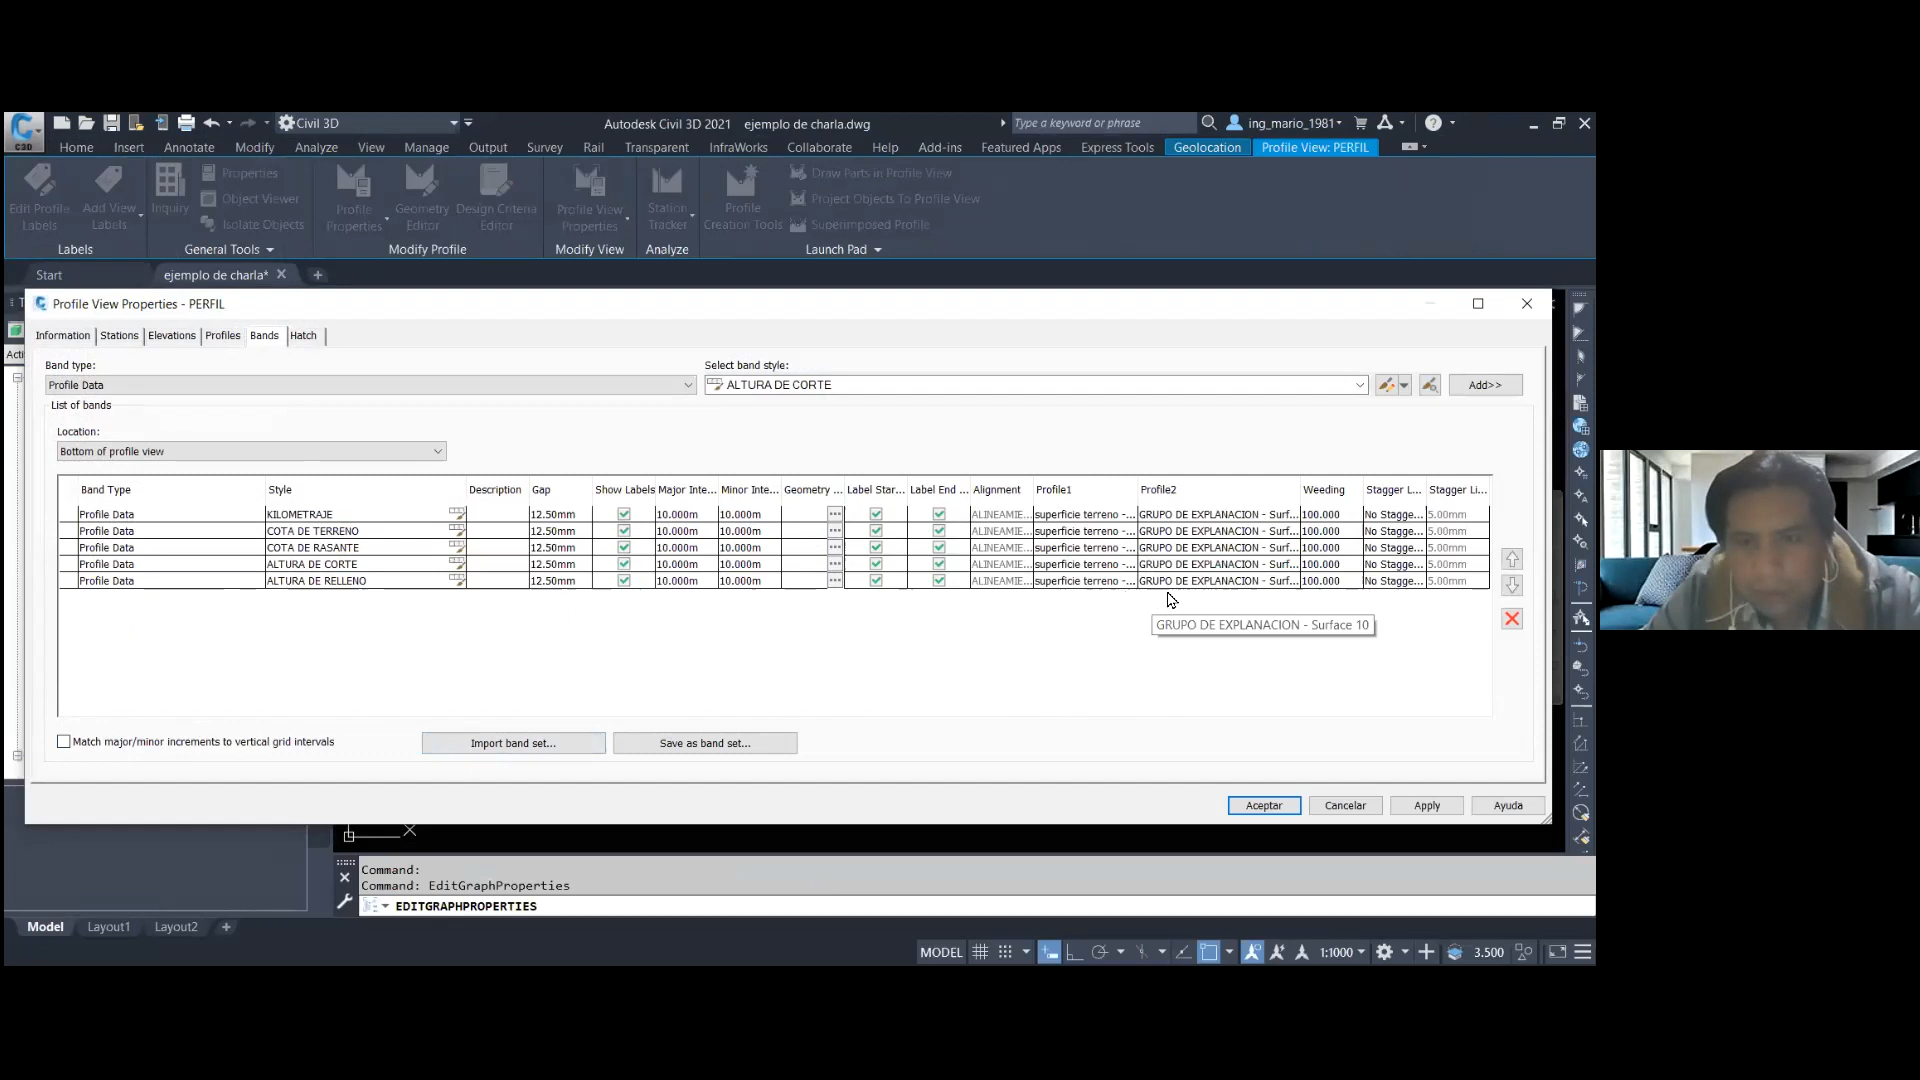 C3D
Civil 3D
Autodesk Civil 3D 2021 ejemplo de charla.dwg
Type a keyword or phrase
ing_mario_1981
Home Insert Annotate Modify Analyze View Manage Output Survey Rail Transparent InfraWorks Collaborate Help Add-ins Featured Apps Express Tools Geolocation Profile View: PERFIL
Edit Profile Labels
Add View Labels
Inquiry
Properties
Object Viewer
Isolate Objects
Profile Properties
Geometry Editor
Design Criteria Editor
Profile View Properties
Station Tracker
Profile Creation Tools
Draw Parts in Profile View
Project Objects To Profile View
Superimposed Profile
Labels General Tools Modify Profile Modify View Analyze Launch Pad
Start ejemplo de charla*
Profile View Properties - PERFIL
Information Stations Elevations Profiles Bands Hatch
Band type:
Profile Data
Select band style:
ALTURA DE CORTE
Add>>
List of bands
Location:
Bottom of profile view
Band Type Style Description Gap Show Labels Major Inte... Minor Inte... Geometry ... Label Star... Label End ... Alignment Profile1 Profile2 Weeding Stagger L... Stagger Li...
Profile Data KILOMETRAJE 12.50mm 10.000m 10.000m ... ALINEAMIE... superficie terreno -... GRUPO DE EXPLANACION - Surf... 100.000 No Stagge... 5.00mm
Profile Data COTA DE TERRENO 12.50mm 10.000m 10.000m ... ALINEAMIE... superficie terreno -... GRUPO DE EXPLANACION - Surf... 100.000 No Stagge... 5.00mm
Profile Data COTA DE RASANTE 12.50mm 10.000m 10.000m ... ALINEAMIE... superficie terreno -... GRUPO DE EXPLANACION - Surf... 100.000 No Stagge... 5.00mm
Profile Data ALTURA DE CORTE 12.50mm 10.000m 10.000m ... ALINEAMIE... superficie terreno -... GRUPO DE EXPLANACION - Surf... 100.000 No Stagge... 5.00mm
Profile Data ALTURA DE RELLENO 12.50mm 10.000m 10.000m ... ALINEAMIE... superficie terreno -... GRUPO DE EXPLANACION - Surf... 100.000 No Stagge... 5.00mm
GRUPO DE EXPLANACION - Surface 10
Match major/minor increments to vertical grid intervals
Import band set...
Save as band set...
Aceptar Cancelar Apply Ayuda
Command:
Command: EditGraphProperties
EDITGRAPHPROPERTIES
Model Layout1 Layout2
MODEL 1:1000 3.500